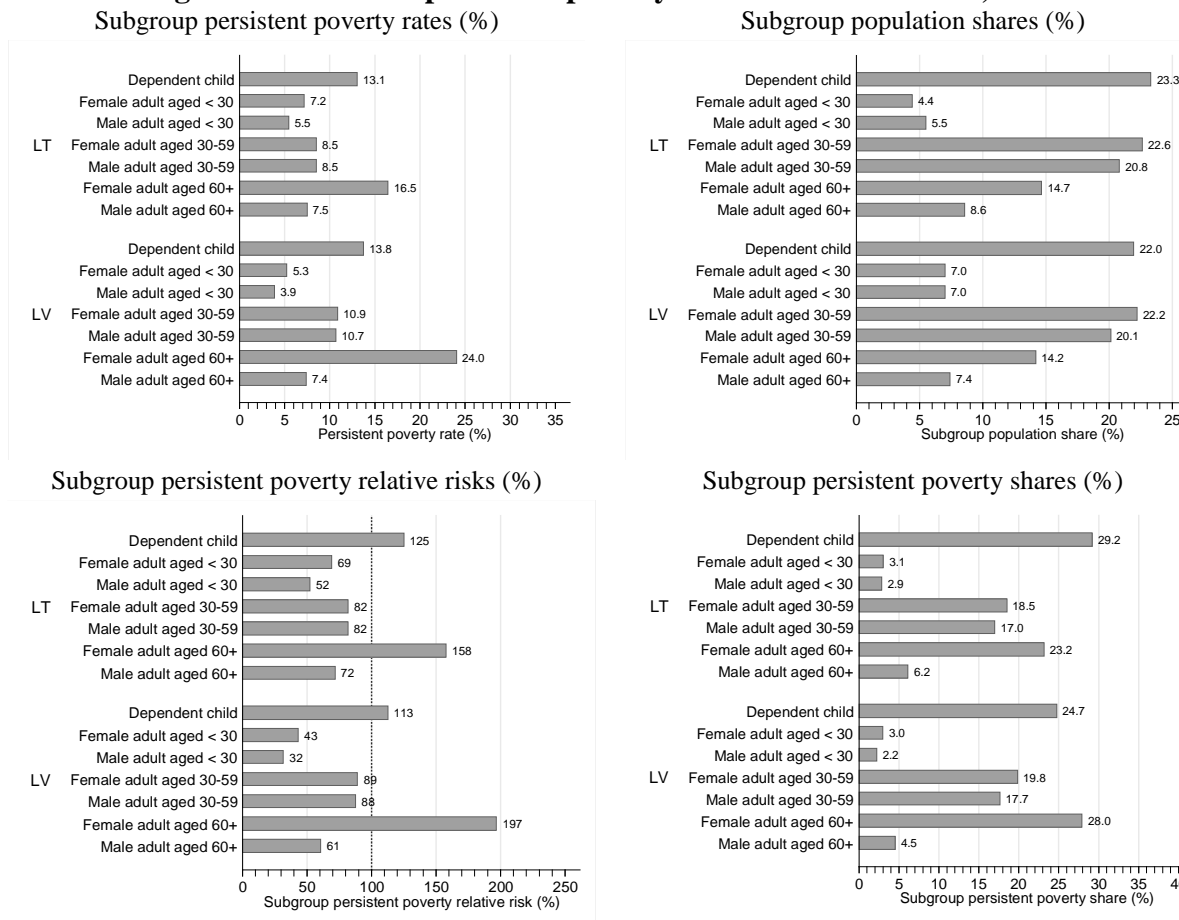 Subgroup persistent poverty rates (%)
Dependent child 13.1
Female adult aged < 30 7.2
Male adult aged < 30 5.5
LT Female adult aged 30-59 8.5
Male adult aged 30-59 8.5
Female adult aged 60+ 16.5
Male adult aged 60+ 7.5
Dependent child 13.8
Female adult aged < 30 5.3
Male adult aged < 30 3.9
LV Female adult aged 30-59 10.9
Male adult aged 30-59 10.7
Female adult aged 60+ 24.0
Male adult aged 60+ 7.4
0 5 10 15 20 25 30 35
Persistent poverty rate (%)
Subgroup population shares (%)
Dependent child 23.3
Female adult aged < 30 4.4
Male adult aged < 30 5.5
LT Female adult aged 30-59 22.6
Male adult aged 30-59 20.8
Female adult aged 60+ 14.7
Male adult aged 60+ 8.6
Dependent child 22.0
Female adult aged < 30 7.0
Male adult aged < 30 7.0
LV Female adult aged 30-59 22.2
Male adult aged 30-59 20.1
Female adult aged 60+ 14.2
Male adult aged 60+ 7.4
0 5 10 15 20 25
Subgroup population share (%)
Subgroup persistent poverty relative risks (%)
Dependent child 125
Female adult aged < 30 69
Male adult aged < 30 52
LT Female adult aged 30-59 82
Male adult aged 30-59 82
Female adult aged 60+ 158
Male adult aged 60+ 72
Dependent child 113
Female adult aged < 30 43
Male adult aged < 30 32
LV Female adult aged 30-59 89
Male adult aged 30-59 88
Female adult aged 60+ 197
Male adult aged 60+ 61
0 50 100 150 200 250
Subgroup persistent poverty relative risk (%)
Subgroup persistent poverty shares (%)
Dependent child 29.2
Female adult aged < 30 3.1
Male adult aged < 30 2.9
LT Female adult aged 30-59 18.5
Male adult aged 30-59 17.0
Female adult aged 60+ 23.2
Male adult aged 60+ 6.2
Dependent child 24.7
Female adult aged < 30 3.0
Male adult aged < 30 2.2
LV Female adult aged 30-59 19.8
Male adult aged 30-59 17.7
Female adult aged 60+ 28.0
Male adult aged 60+ 4.5
0 5 10 15 20 25 30 35 40
Subgroup persistent poverty share (%)